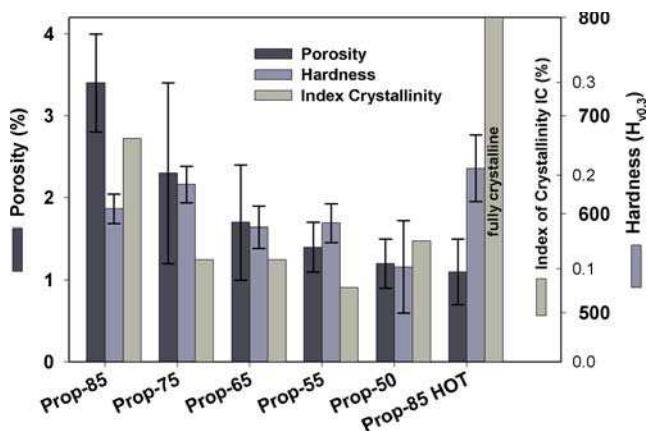 4
3
2
1
0
Porosity (%)
Porosity
Hardness
Index Crystallinity
fully crystalline
0.3
0.2
0.1
0.0
Index of Crystallinity IC (%)
800
700
600
500
Hardness (Hv0.3)
Prop-85
Prop-75
Prop-65
Prop-55
Prop-50
Prop-85 HOT